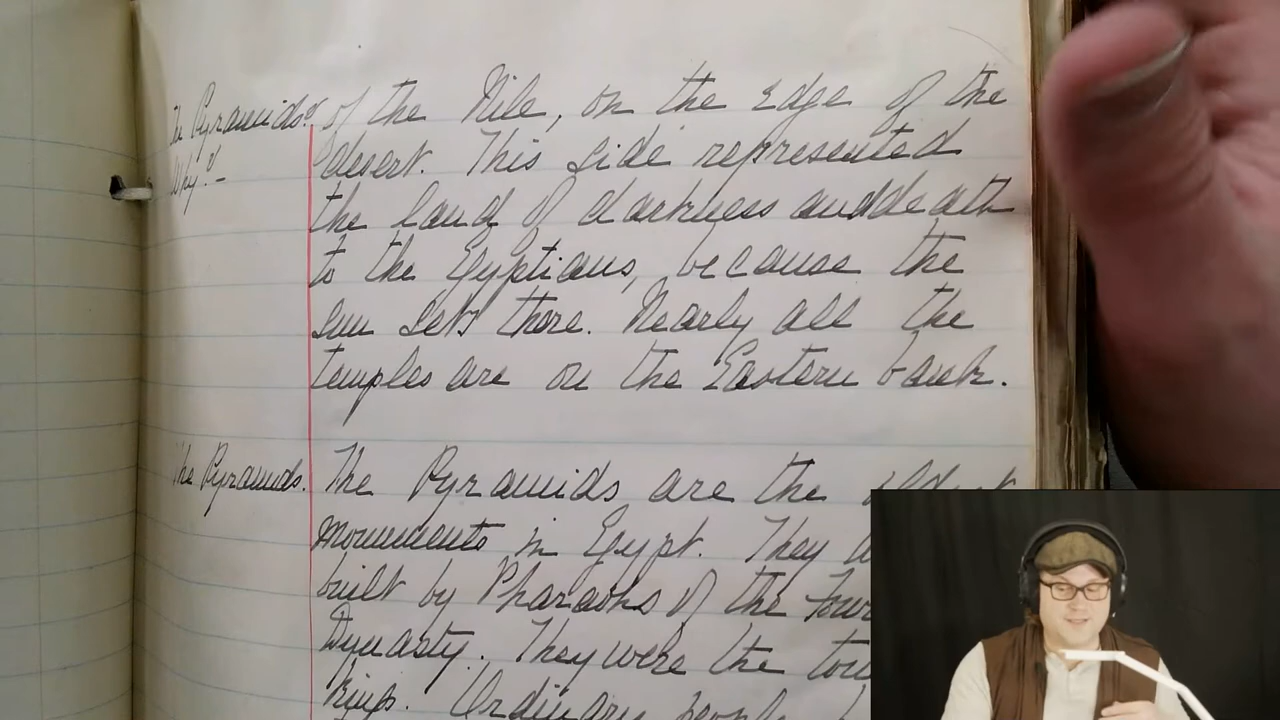 The Pyramids & of the Nile, on the edge of the
Why? - desert. This side represented
the land of darkness and death
to the Egyptians, because the
sun sets there. Nearly all the
temples are on the Eastern bank.
The Pyramids. The Pyramids are the oldest
monuments in Egypt. They
built by Pharaohs of the
Dynasty. They were the
Kings. Ordinary people